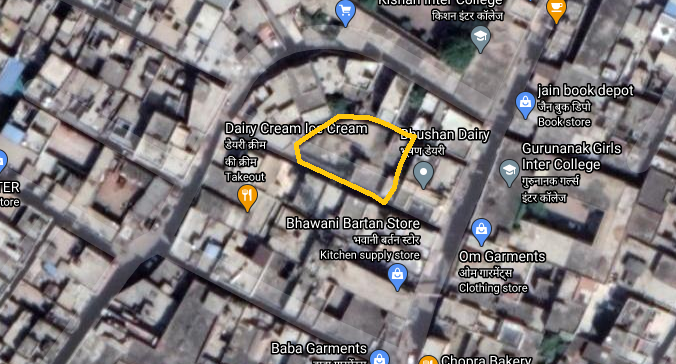 Kishan Inter College
किशन इंटर कॉलेज
jain book depot
जैन बुक डिपो
Book store
Dairy Cream Ice Cream
डेयरी क्रीम
की क्रीम
Takeout
Bhushan Dairy
भूषण डेयरी
Gurunanak Girls
Inter College
गुरुनानक गर्ल्स
इंटर कॉलेज
TER
store
Bhawani Bartan Store
भवानी बर्तन स्टोर
Kitchen supply store
Om Garments
ओम गारमेंट्स
Clothing store
Baba Garments
Chopra Bakery